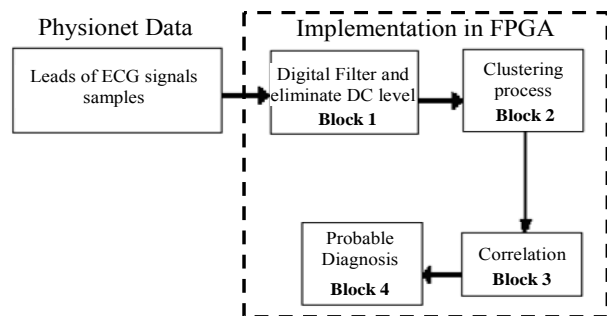 Physionet Data
Implementation in FPGA
Leads of ECG signals
samples
Digital Filter and
eliminate DC level
Block 1
Clustering
process
Block 2
Correlation
Block 3
Probable
Diagnosis
Block 4